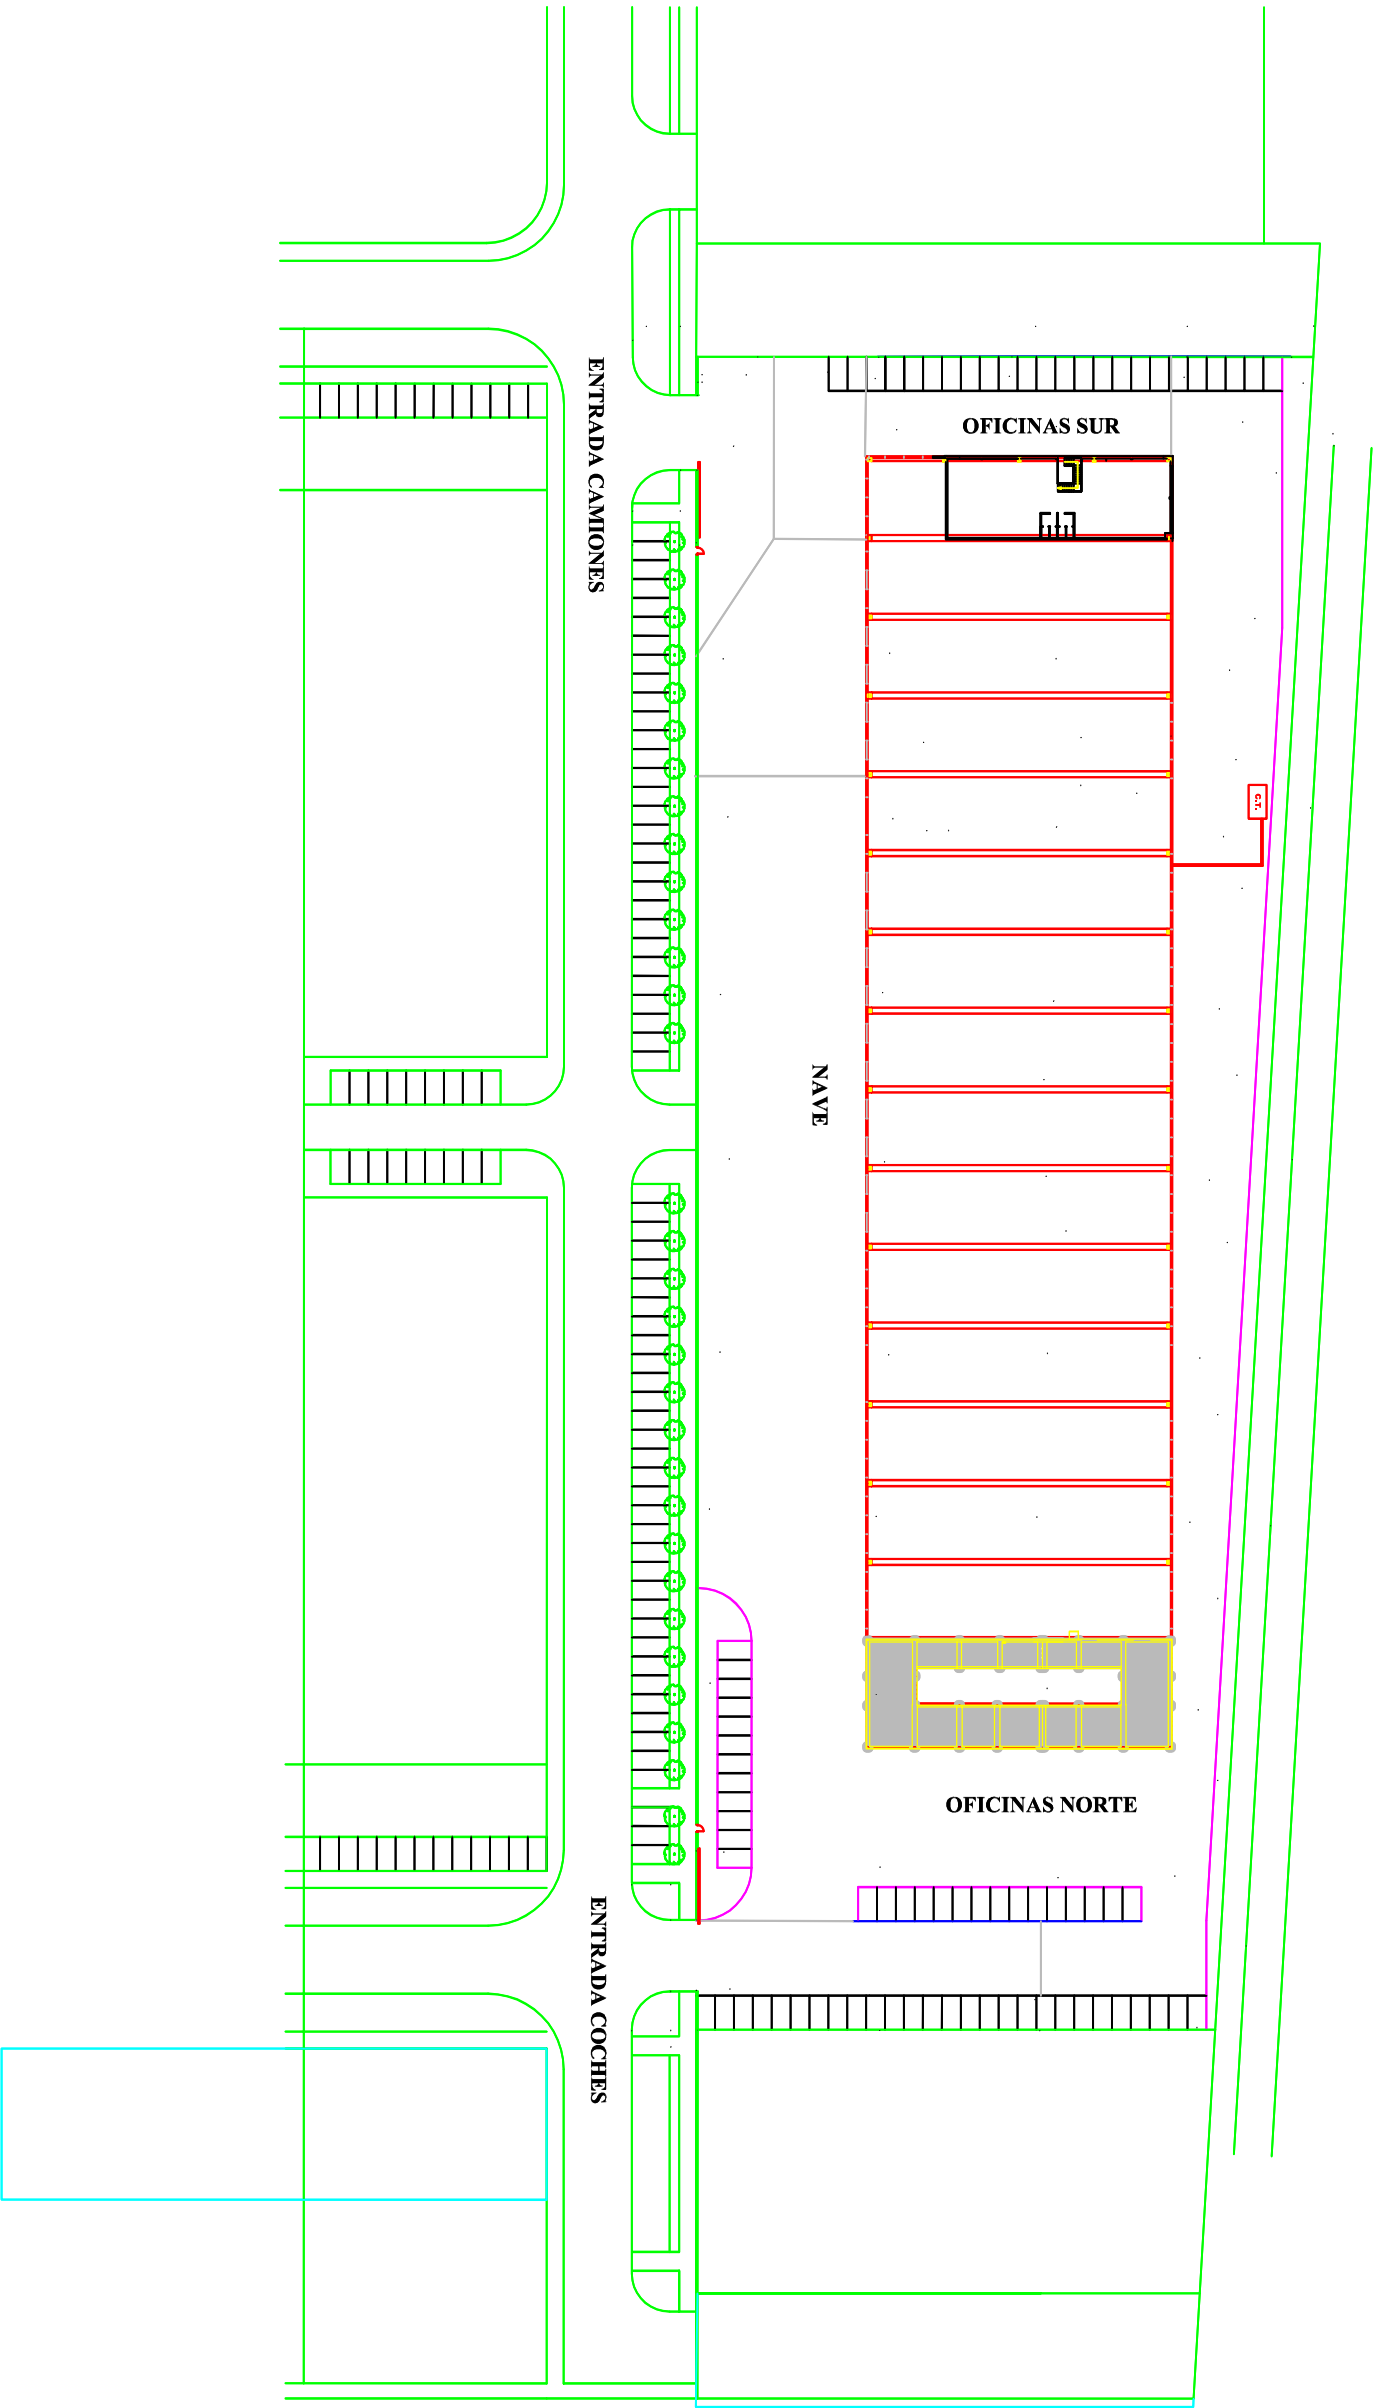 ENTRADA CAMIONES
OFICINAS SUR
C.T.
NAVE
OFICINAS NORTE
ENTRADA COCHES